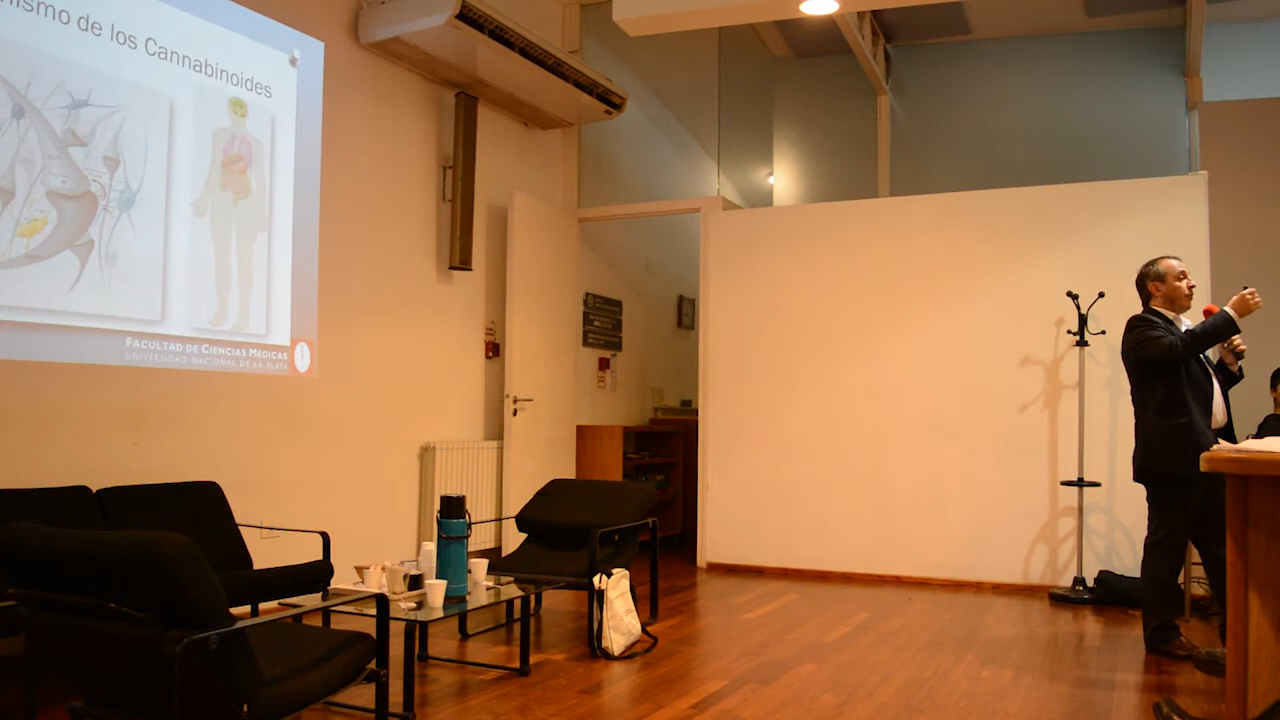 nismo de los Cannabinoides
FACULTAD DE CIENCIAS MÉDICAS
UNIVERSIDAD NACIONAL DE LA PLATA